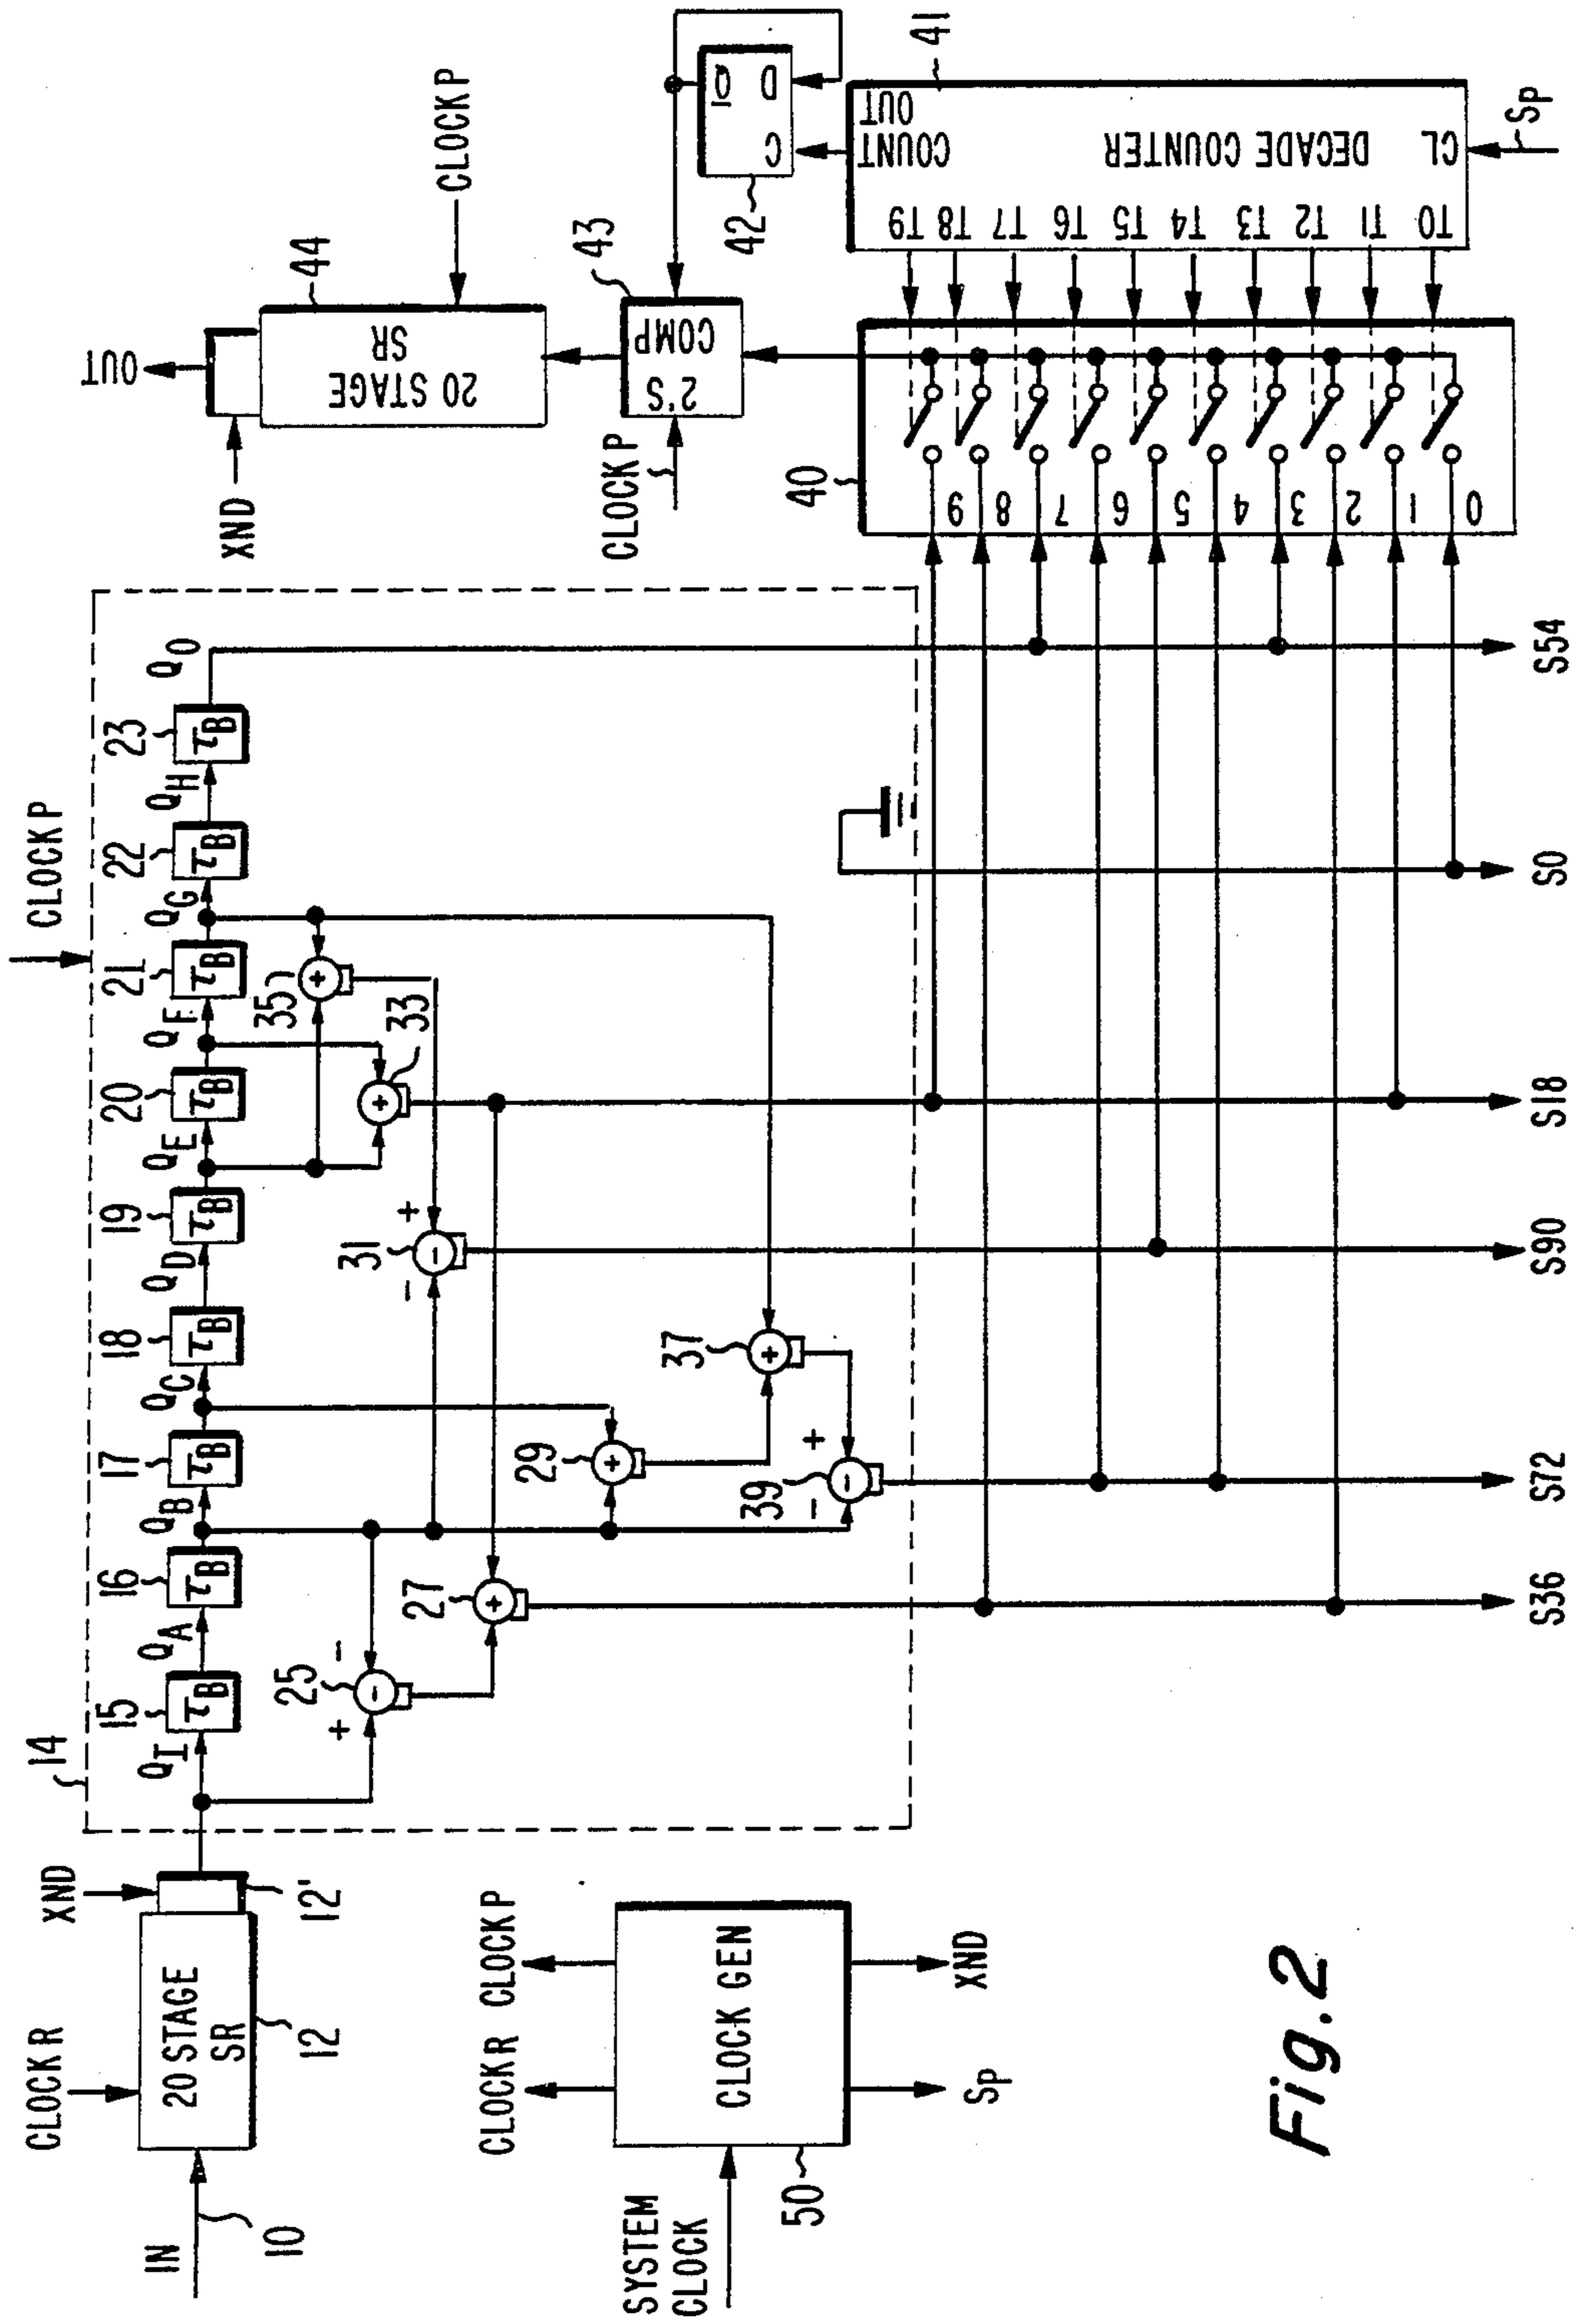 IN
10
CLOCK R
20 STAGE
SR
12
XND
12'
14
CLOCK P
Q_I
15
τ_B
Q_A
16
τ_B
Q_B
17
τ_B
Q_C
18
τ_B
Q_D
19
τ_B
Q_E
20
τ_B
Q_F
21
τ_B
Q_G
22
τ_B
Q_H
23
τ_B
Q_O
25
+
-
-
27
+
29
+
31
-
+
-
33
+
35
+
37
+
39
-
+
-
S36
S72
S90
S18
S0
S54
SYSTEM
CLOCK
50
CLOCK GEN
CLOCK R
CLOCK P
S_P
XND
40
9
8
7
6
5
4
3
2
1
0
T9
T8
T7
T6
T5
T4
T3
T2
T1
T0
COUNT
OUT
DECADE COUNTER
CL
41
S_P
42
C
D
Q̅
43
2'S
COMP
CLOCK P
44
20 STAGE
SR
XND
CLOCK P
OUT
Fig. 2